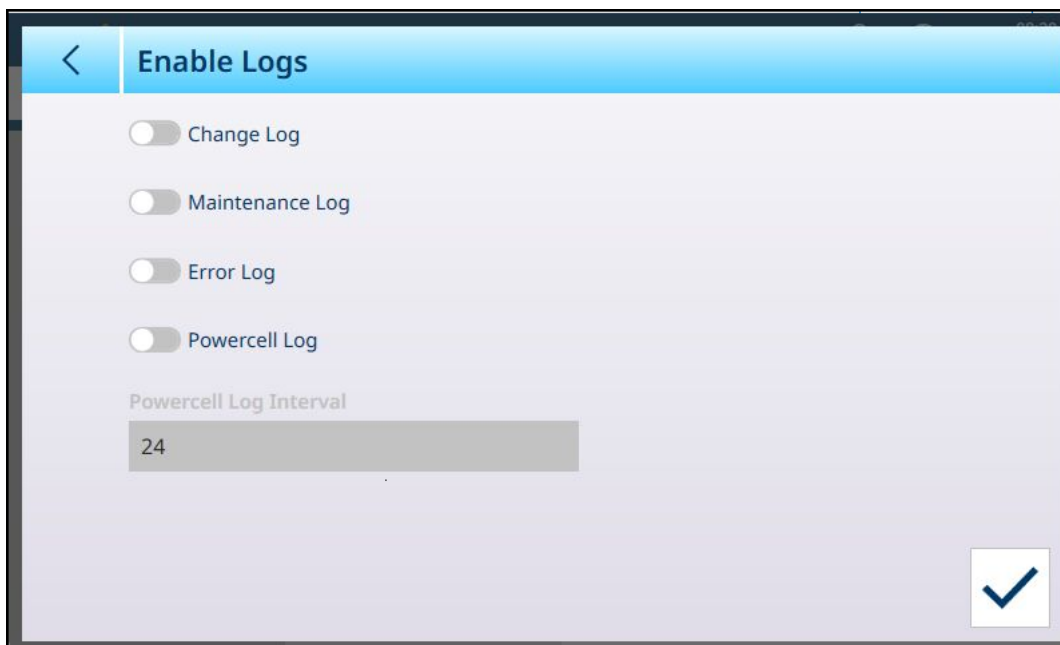 Enable Logs
Change Log
Maintenance Log
Error Log
Powercell Log
Powercell Log Interval
24